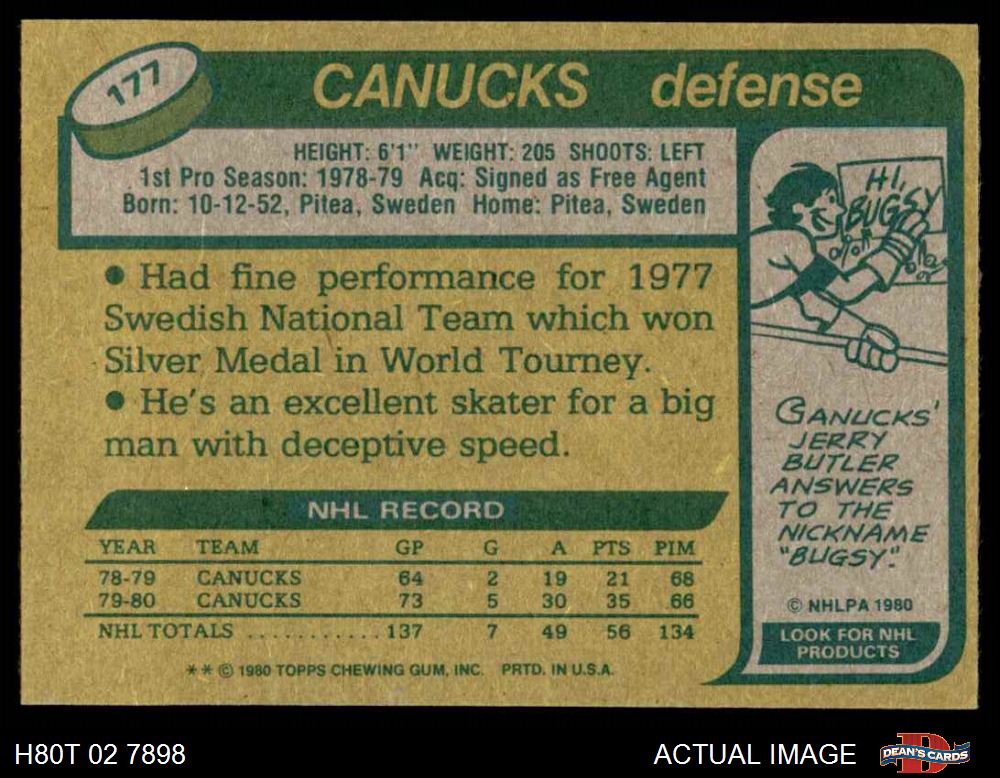 177
CANUCKS defense
HEIGHT: 6'1" WEIGHT: 205 SHOOTS: LEFT
1st Pro Season: 1978-79 Acq: Signed as Free Agent
Born: 10-12-52, Pitea, Sweden Home: Pitea, Sweden
• Had fine performance for 1977
Swedish National Team which won
Silver Medal in World Tourney.
• He's an excellent skater for a big
man with deceptive speed.
HI,
BUGSY
CANUCKS'
JERRY
BUTLER
ANSWERS
TO THE
NICKNAME
"BUGSY".
© NHLPA 1980
LOOK FOR NHL
PRODUCTS
NHL RECORD
YEAR TEAM GP G A PTS PIM
78-79 CANUCKS 64 2 19 21 68
79-80 CANUCKS 73 5 30 35 66
NHL TOTALS ........... 137 7 49 56 134
** © 1980 TOPPS CHEWING GUM, INC. PRTD. IN U.S.A.
H80T 02 7898
ACTUAL IMAGE
D
DEAN'S CARDS